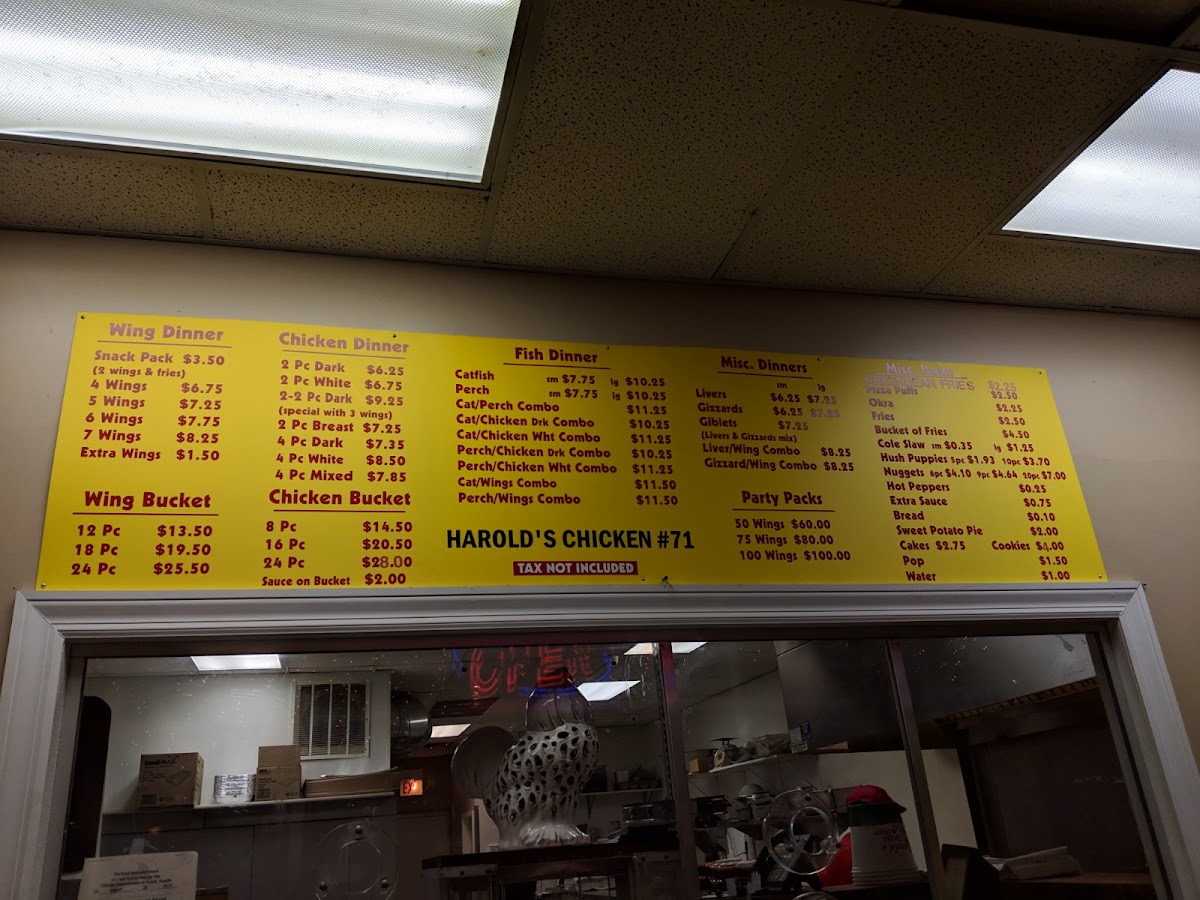 Wing Dinner
Snack Pack $3.50
(2 wings & fries)
4 Wings $6.75
5 Wings $7.25
6 Wings $7.75
7 Wings $8.25
Extra Wings $1.50
Wing Bucket
12 Pc $13.50
18 Pc $19.50
24 Pc $25.50
Chicken Dinner
2 Pc Dark $6.25
2 Pc White $6.75
2-2 Pc Dark $9.25
(special with 3 wings)
2 Pc Breast $7.25
4 Pc Dark $7.35
4 Pc White $8.50
4 Pc Mixed $7.85
Chicken Bucket
8 Pc $14.50
16 Pc $20.50
24 Pc $28.00
Sauce on Bucket $2.00
Fish Dinner
Catfish sm $7.75 lg $10.25
Perch sm $7.75 lg $10.25
Cat/Perch Combo $11.25
Cat/Chicken Drk Combo $10.25
Cat/Chicken Wht Combo $11.25
Perch/Chicken Drk Combo $10.25
Perch/Chicken Wht Combo $11.25
Cat/Wings Combo $11.50
Perch/Wings Combo $11.50
HAROLD'S CHICKEN #71
TAX NOT INCLUDED
Misc. Dinners
sm lg
Livers $6.25 $7.25
Gizzards $6.25 $7.25
Giblets $7.25
(Livers & Gizzards mix)
Liver/Wing Combo $8.25
Gizzard/Wing Combo $8.25
Party Packs
50 Wings $60.00
75 Wings $80.00
100 Wings $100.00
Misc. Items
GREEN BEAN FRIES $2.25
Pizza Puffs $2.50
Okra $2.25
Fries $2.50
Bucket of Fries $4.50
Cole Slaw sm $0.35 lg $1.25
Hush Puppies 5pc $1.93 10pc $3.70
Nuggets 6pc $4.10 9pc $4.64 20pc $7.00
Hot Peppers $0.25
Extra Sauce $0.75
Bread $0.10
Sweet Potato Pie $2.00
Cakes $2.75 Cookies $4.00
Pop $1.50
Water $1.00
OPEN
EXIT